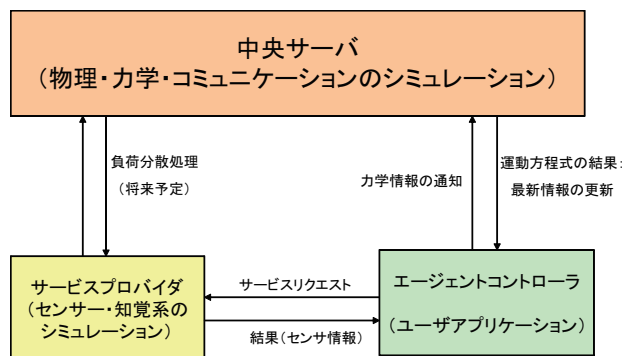 中央サーバ
（物理・力学・コミュニケーションのシミュレーション）
負荷分散処理
（将来予定）
力学情報の通知
運動方程式の結果：
最新情報の更新
サービスプロバイダ
（センサー・知覚系の
シミュレーション）
サービスリクエスト
結果（センサ情報）
エージェントコントローラ
（ユーザアプリケーション）